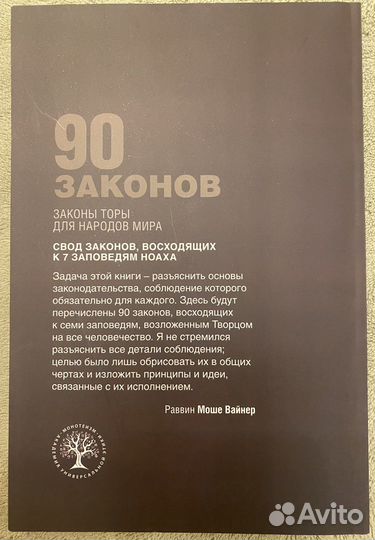 90
ЗАКОНОВ
ЗАКОНЫ ТОРЫ
ДЛЯ НАРОДОВ МИРА
СВОД ЗАКОНОВ, ВОСХОДЯЩИХ
К 7 ЗАПОВЕДЯМ НОАХА
Задача этой книги – разъяснить основы
законодательства, соблюдение которого
обязательно для каждого. Здесь будут
перечислены 90 законов, восходящих
к семи заповедям, возложенным Творцом
на все человечество. Я не стремился
разъяснить все детали соблюдения;
целью было лишь обрисовать их в общих
чертах и изложить принципы и идеи,
связанные с их исполнением.
Раввин Моше Вайнер
МОНОТЕИЗМ
АКАДЕМИЯ УНИВЕРСАЛЬНОЙ
Avito